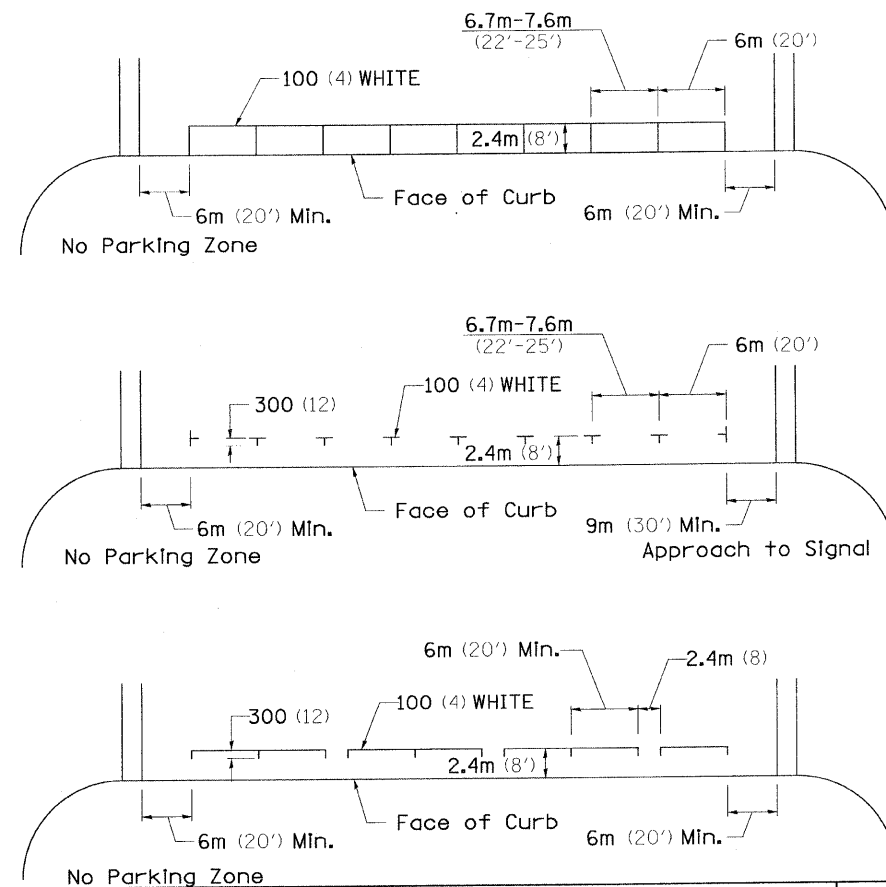 6.7m-7.6m
(22'-25')
6m (20')
100 (4) WHITE
2.4m (8')
Face of Curb
6m (20') Min.
6m (20') Min.
No Parking Zone
6.7m-7.6m
(22'-25')
6m (20')
300 (12)
100 (4) WHITE
2.4m (8')
Face of Curb
6m (20') Min.
9m (30') Min.
No Parking Zone
Approach to Signal
6m (20') Min.
2.4m (8)
300 (12)
100 (4) WHITE
2.4m (8')
Face of Curb
6m (20') Min.
6m (20') Min.
No Parking Zone